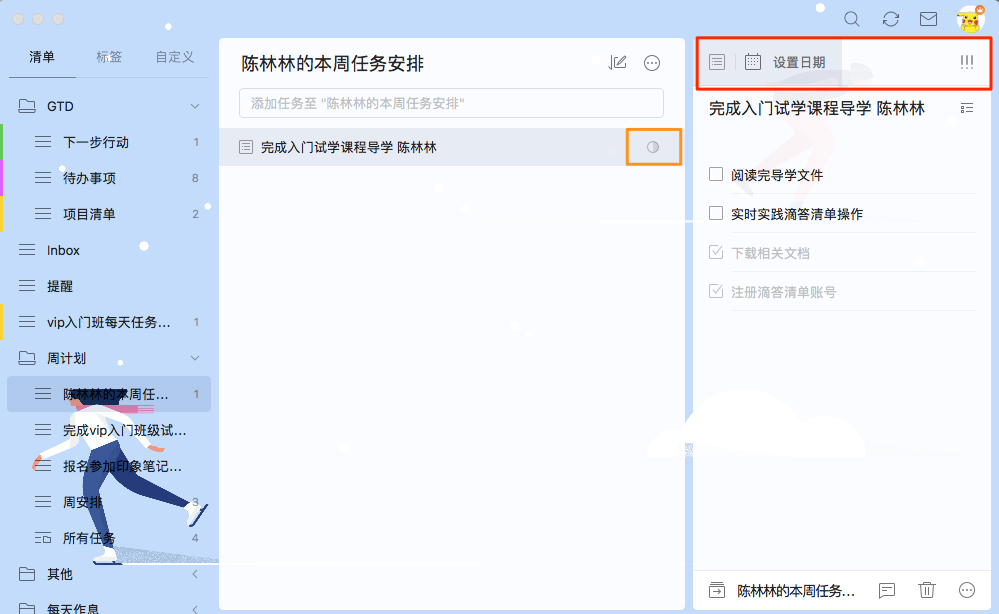 清单 标签 自定义
GTD
下一步行动 1
待办事项 8
项目清单 2
Inbox
提醒
vip入门班每天任务... 1
周计划
陈林林的本周任... 1
完成vip入门班级试...
报名参加印象笔记...
周安排 3
所有任务 4
其他
每天作息
陈林林的本周任务安排
添加任务至 "陈林林的本周任务安排"
完成入门试学课程导学 陈林林
设置日期
完成入门试学课程导学 陈林林
阅读完导学文件
实时实践滴答清单操作
下载相关文档
注册滴答清单账号
陈林林的本周任务...